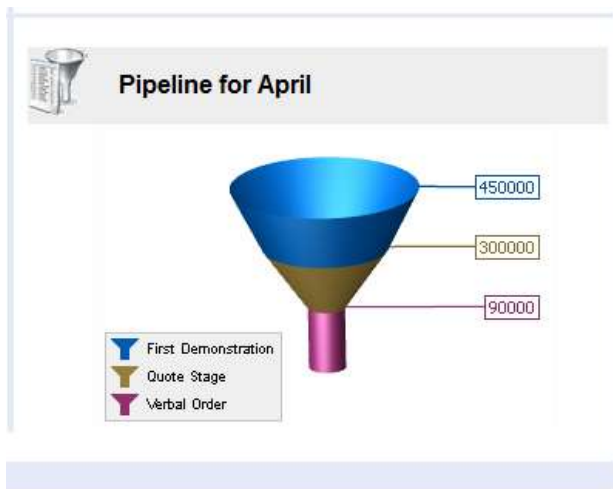 Pipeline for April
450000
300000
90000
First Demonstration
Quote Stage
Verbal Order